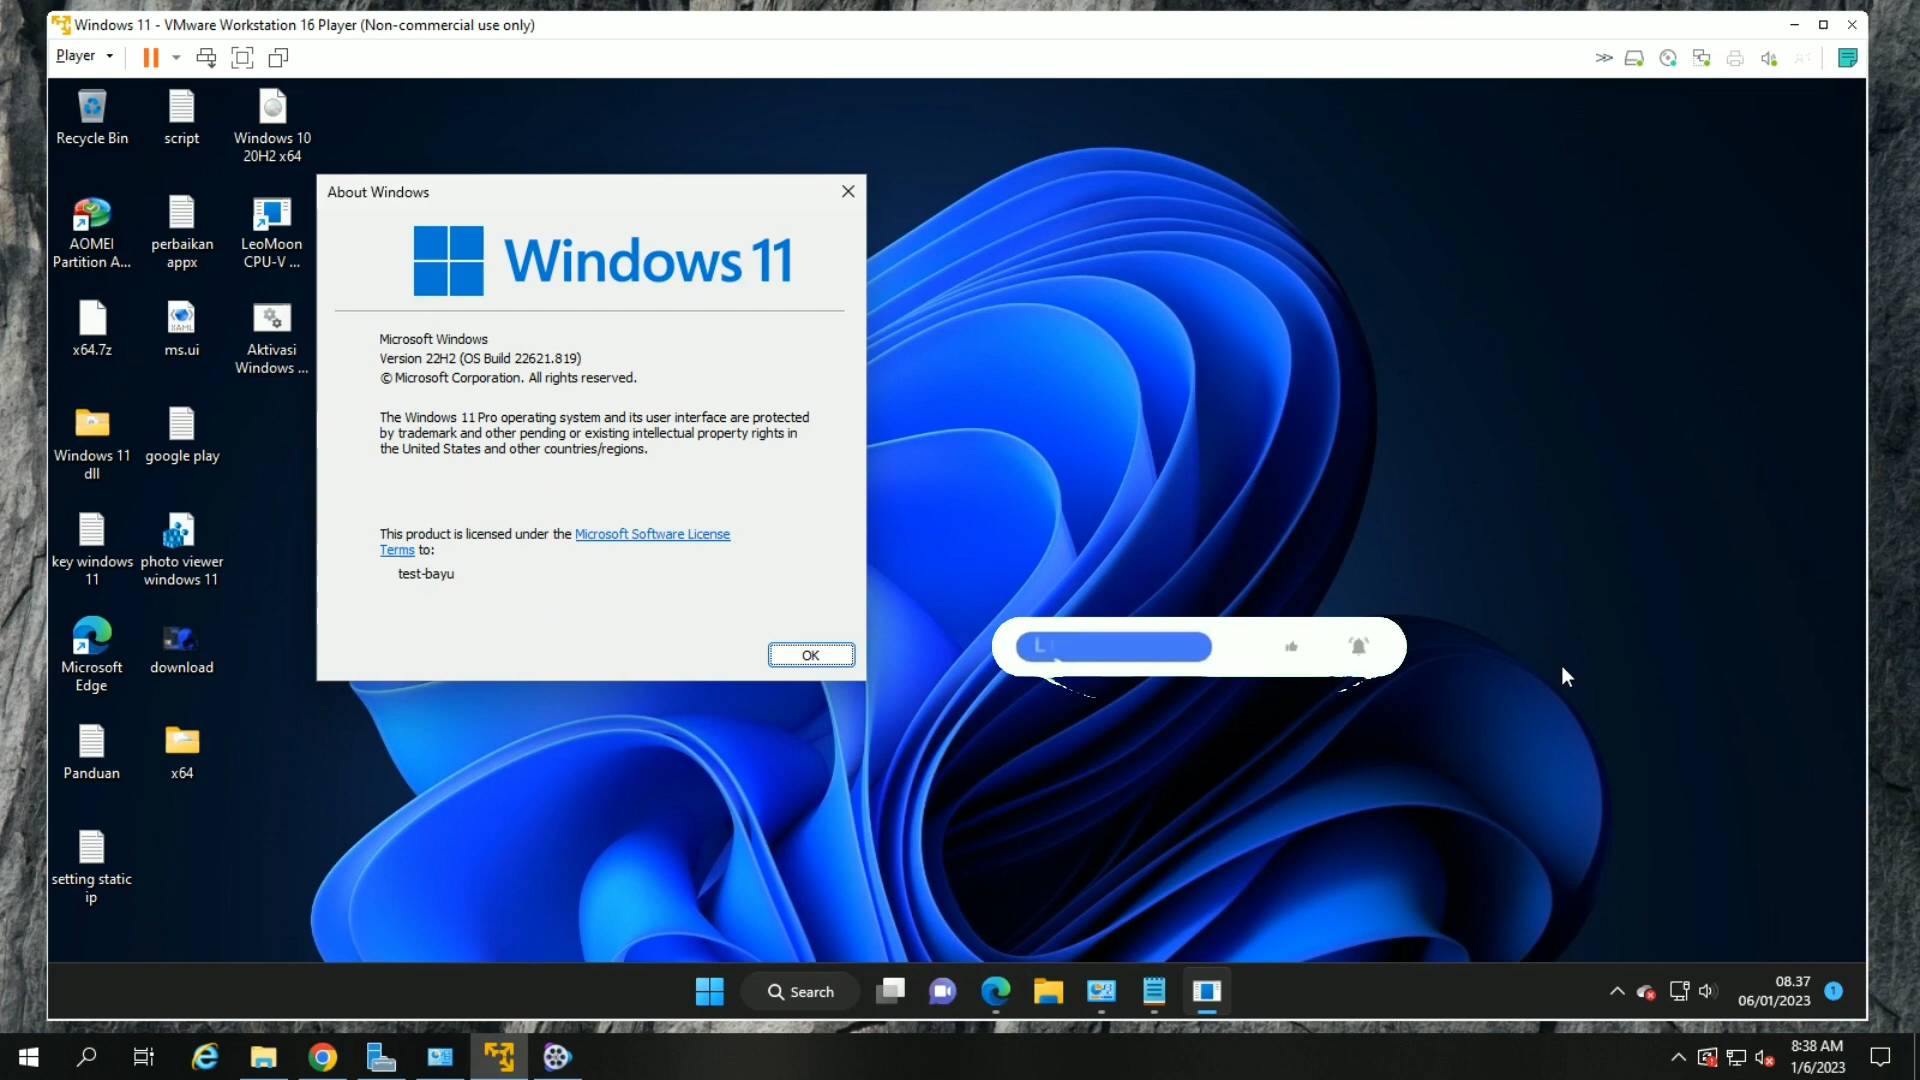 Windows 11 - VMware Workstation 16 Player (Non-commercial use only)
Player
Recycle Bin
script
Windows 10
20H2 x64
AOMEI
Partition A...
perbaikan
appx
LeoMoon
CPU-V ...
x64.7z
ms.ui
Aktivasi
Windows ...
Windows 11
dll
google play
key windows
11
photo viewer
windows 11
Microsoft
Edge
download
Panduan
x64
setting static
ip
XAML
About Windows
Windows 11
Microsoft Windows
Version 22H2 (OS Build 22621.819)
© Microsoft Corporation. All rights reserved.
The Windows 11 Pro operating system and its user interface are protected
by trademark and other pending or existing intellectual property rights in
the United States and other countries/regions.
This product is licensed under the Microsoft Software License
Terms to:
test-bayu
OK
Search
08.37
06/01/2023
1
8:38 AM
1/6/2023